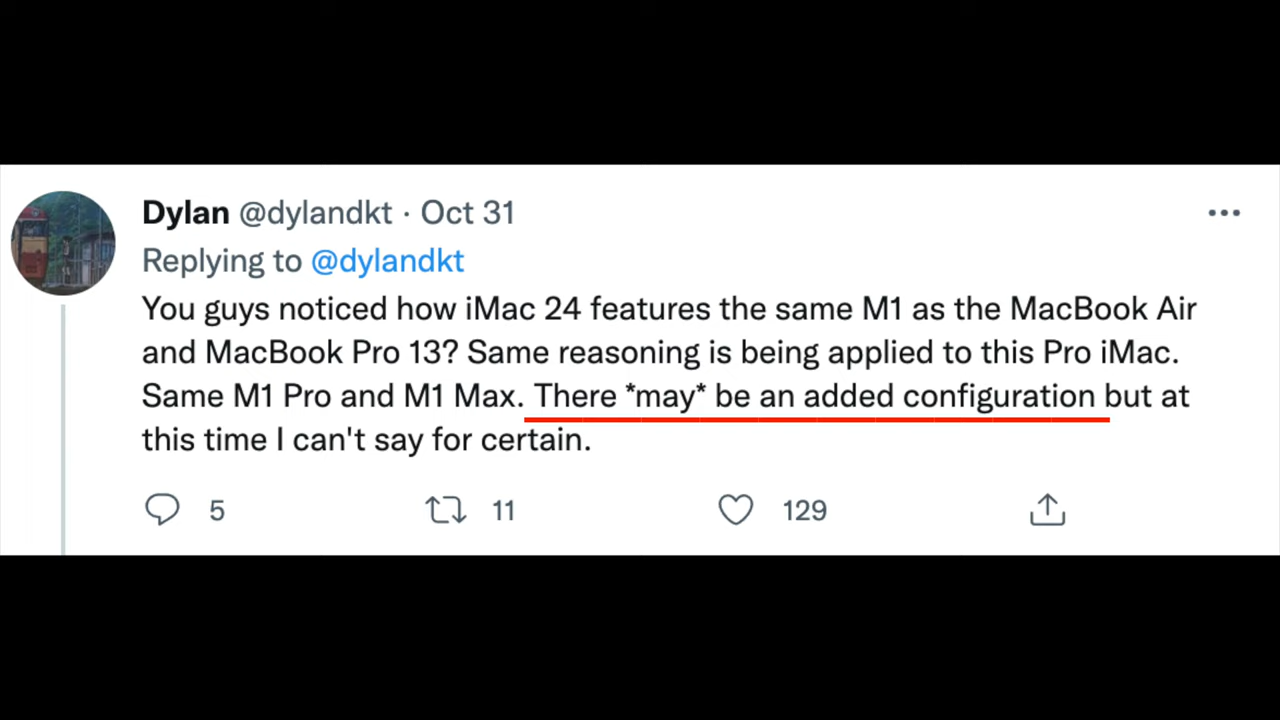 Dylan @dylandkt · Oct 31
Replying to @dylandkt
You guys noticed how iMac 24 features the same M1 as the MacBook Air
and MacBook Pro 13? Same reasoning is being applied to this Pro iMac.
Same M1 Pro and M1 Max. There *may* be an added configuration but at
this time I can't say for certain.
5 11 129